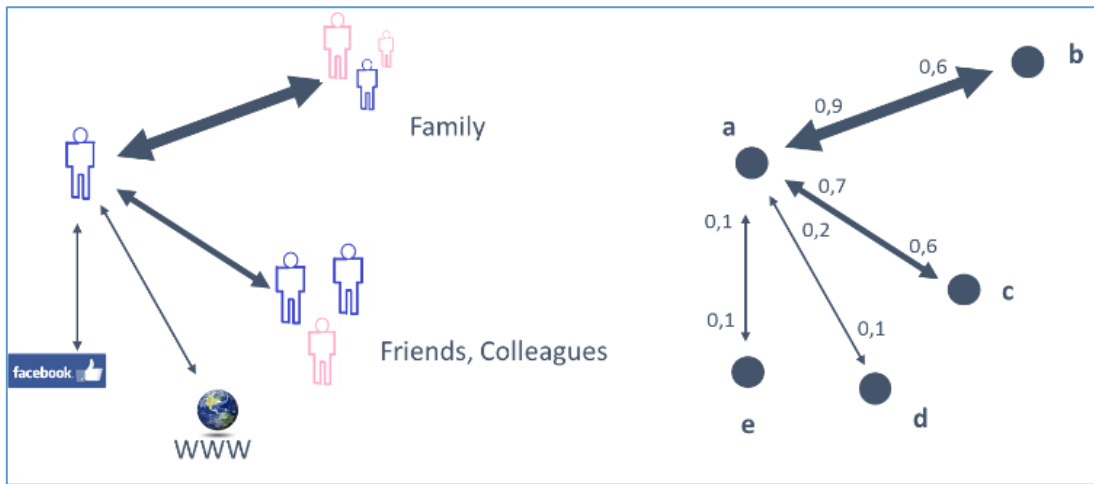 Family
Friends, Colleagues
facebook
WWW
a
b
c
d
e
0,6
0,9
0,7
0,6
0,1
0,2
0,1
0,1